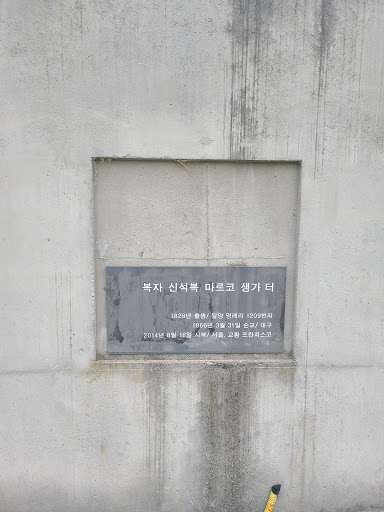 복자 신석복 마르코 생가 터
1828년 출생/ 밀양 명례리 1209번지
1866년 3월 31일 순교/ 대구
2014년 8월 16일 시복/ 서울, 교황 프란치스코